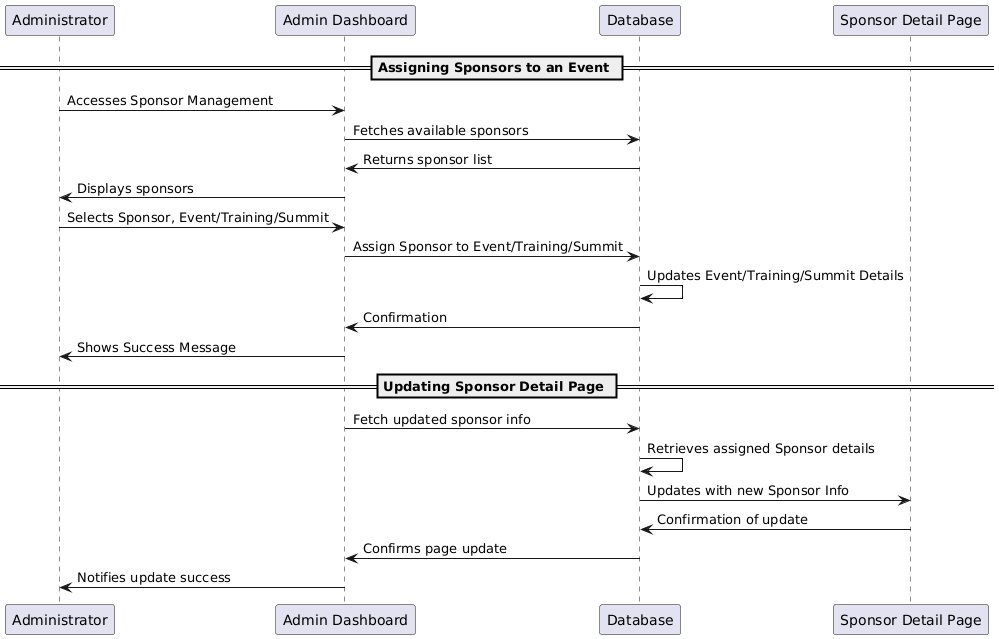 Administrator Admin Dashboard Database Sponsor Detail Page
Assigning Sponsors to an Event
Accesses Sponsor Management
Fetches available sponsors
Returns sponsor list
Displays sponsors
Selects Sponsor, Event/Training/Summit
Assign Sponsor to Event/Training/Summit
Updates Event/Training/Summit Details
Confirmation
Shows Success Message
Updating Sponsor Detail Page
Fetch updated sponsor info
Retrieves assigned Sponsor details
Updates with new Sponsor Info
Confirmation of update
Confirms page update
Notifies update success
Administrator Admin Dashboard Database Sponsor Detail Page